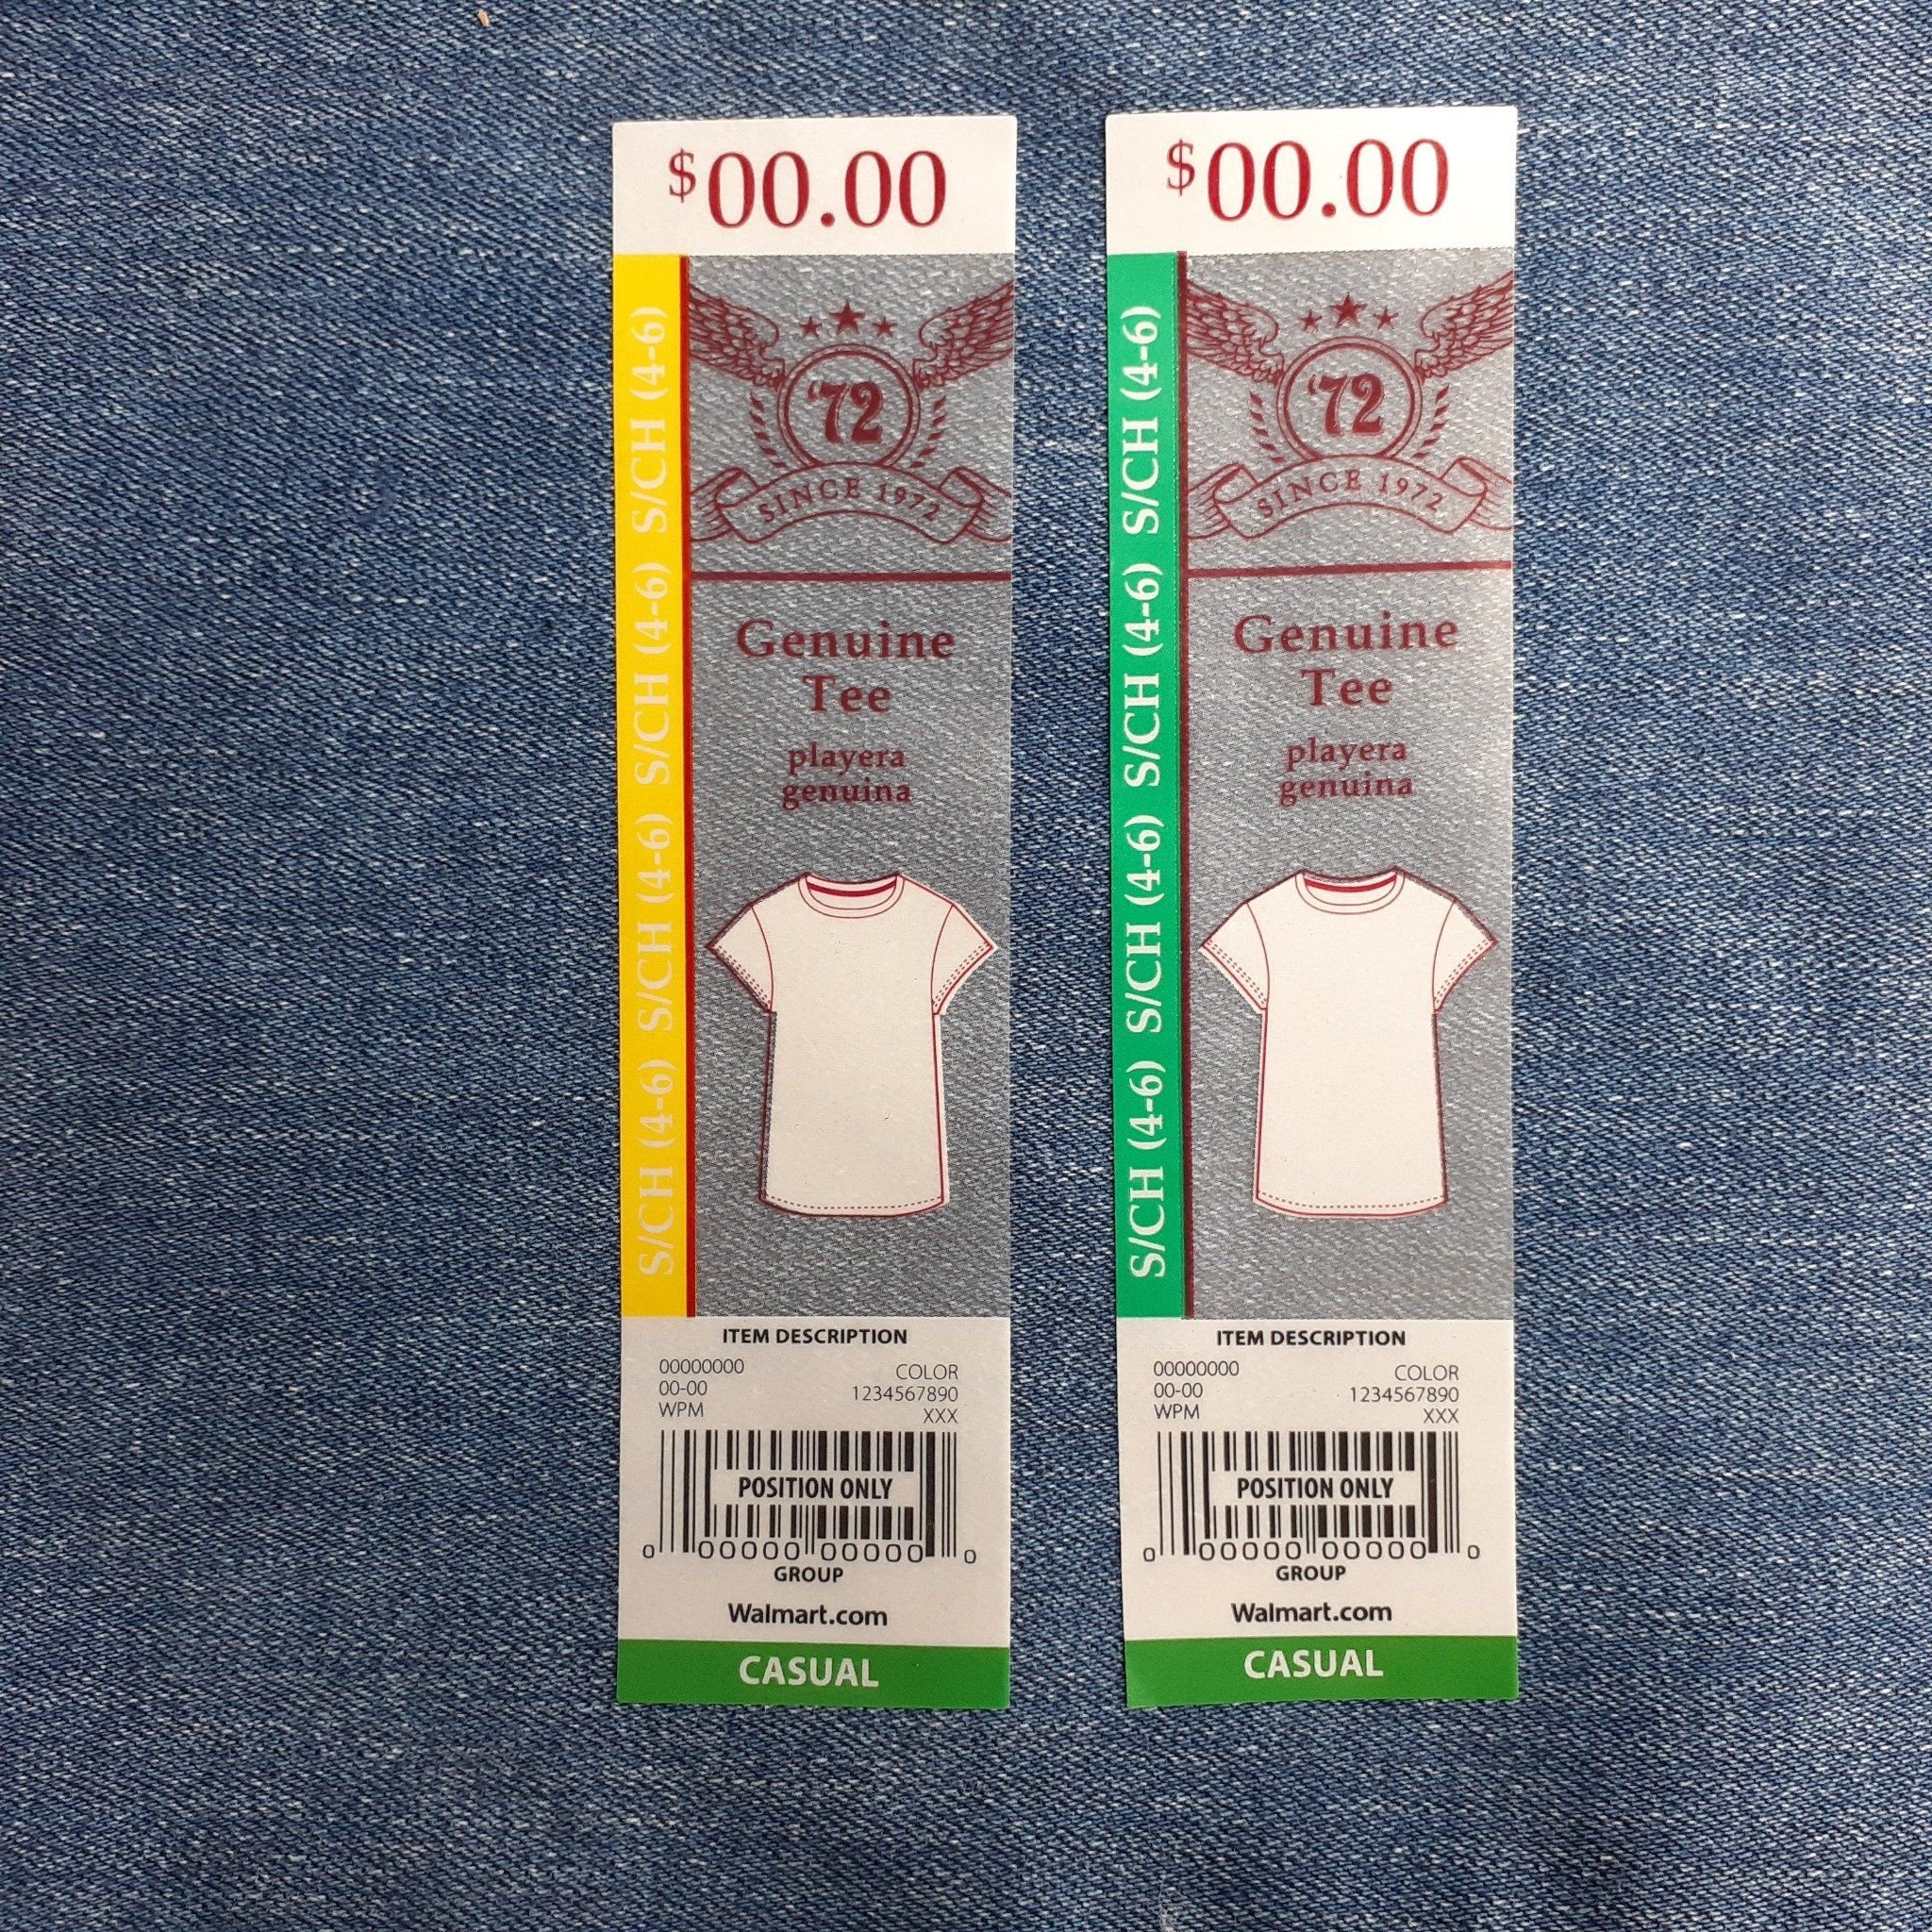 $00.00
S/CH (4-6) S/CH (4-6) S/CH (4-6) S/CH (4-6)
'72
SINCE 1972
Genuine
Tee
playera
genuina
ITEM DESCRIPTION
00000000
00-00
WPM
COLOR
1234567890
XXX
POSITION ONLY
0 00000 00000 0
GROUP
Walmart.com
CASUAL
$00.00
S/CH (4-6) S/CH (4-6) S/CH (4-6) S/CH (4-6)
'72
SINCE 1972
Genuine
Tee
playera
genuina
ITEM DESCRIPTION
00000000
00-00
WPM
COLOR
1234567890
XXX
POSITION ONLY
0 00000 00000 0
GROUP
Walmart.com
CASUAL